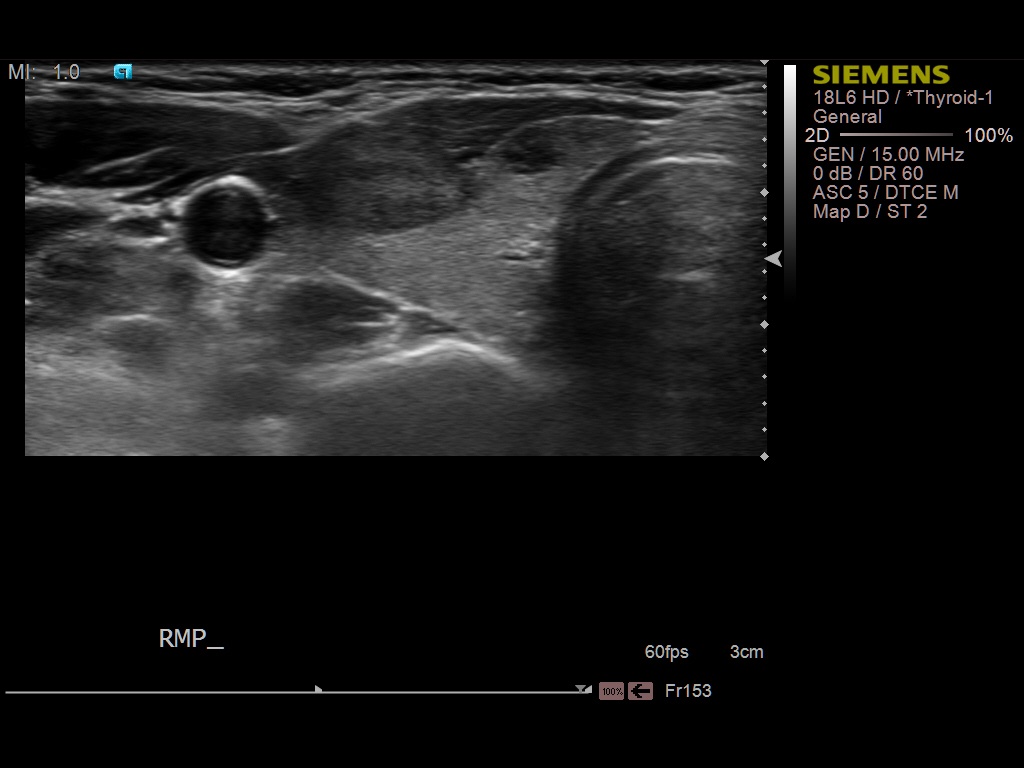 MI: 1.0
SIEMENS
18L6 HD / *Thyroid-1
General
2D 100%
GEN / 15.00 MHz
0 dB / DR 60
ASC 5 / DTCE M
Map D / ST 2
RMP_
60fps 3cm
100% Fr153